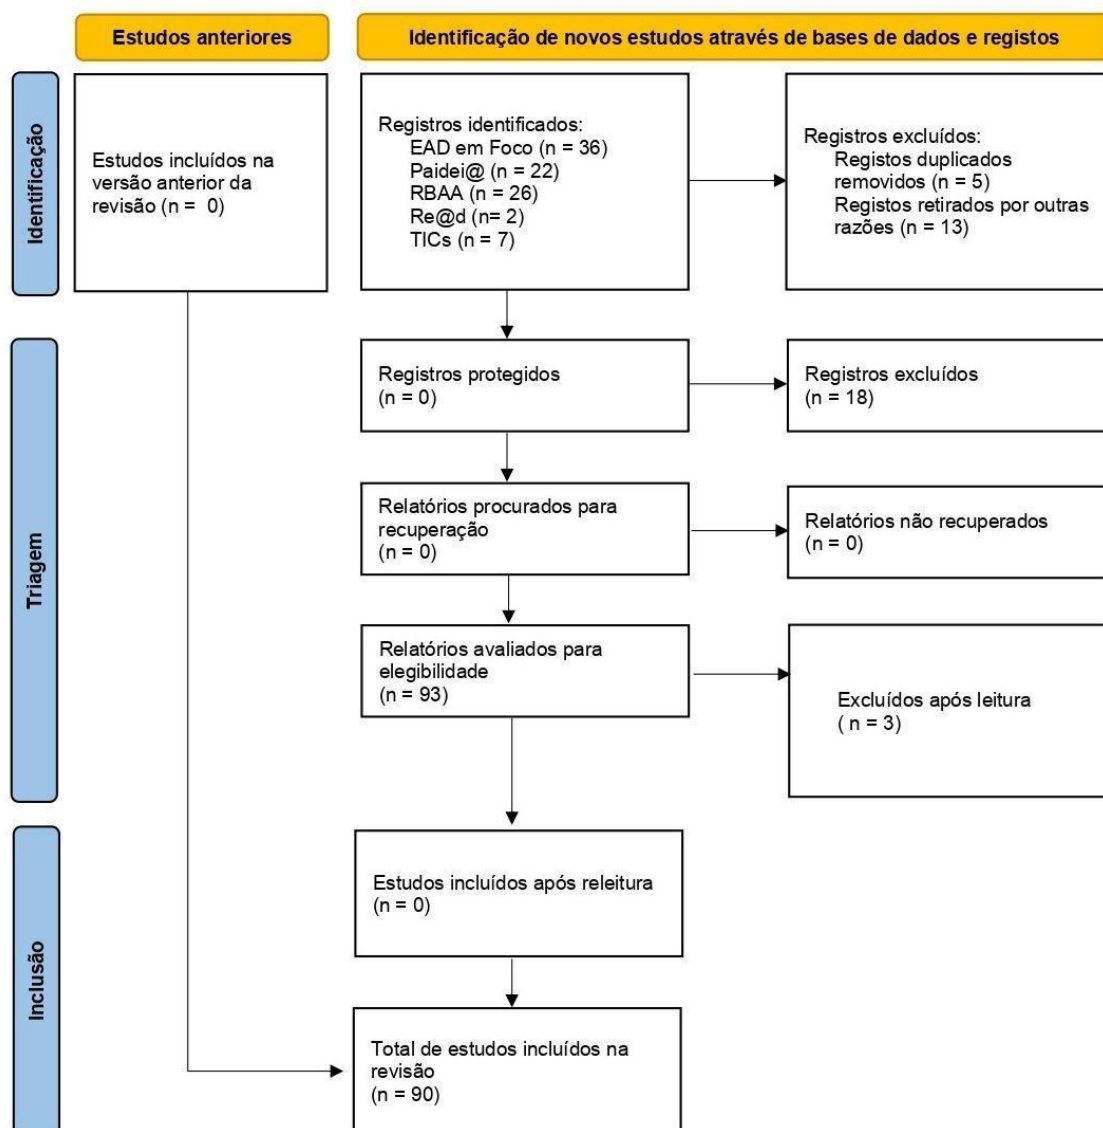 Estudos anteriores
Identificação de novos estudos através de bases de dados e registos
Identificação
Estudos incluídos na
versão anterior da
revisão (n =  0)
Registros identificados:
EAD em Foco (n = 36)
Paidei@ (n = 22)
RBAA (n = 26)
Re@d (n= 2)
TICs (n = 7)
Registros excluídos:
Registos duplicados
removidos (n = 5)
Registos retirados por outras
razões (n = 13)
Triagem
Registros protegidos
(n = 0)
Registros excluídos
(n = 18)
Relatórios procurados para
recuperação
(n = 0)
Relatórios não recuperados
(n = 0)
Relatórios avaliados para
elegibilidade
(n = 93)
Excluídos após leitura
( n = 3)
Inclusão
Estudos incluídos após releitura
(n = 0)
Total de estudos incluídos na
revisão
(n = 90)